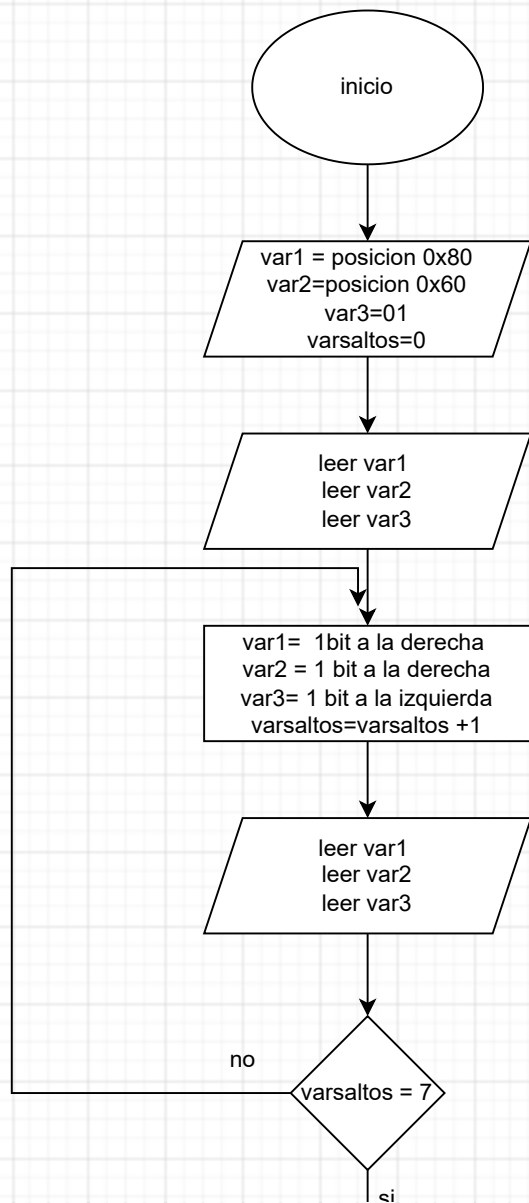 inicio
var1 = posicion 0x80
var2=posicion 0x60
var3=01
varsaltos=0
leer var1
leer var2
leer var3
var1= 1bit a la derecha
var2 = 1 bit a la derecha
var3= 1 bit a la izquierda
varsaltos=varsaltos +1
leer var1
leer var2
leer var3
no
varsaltos = 7
si